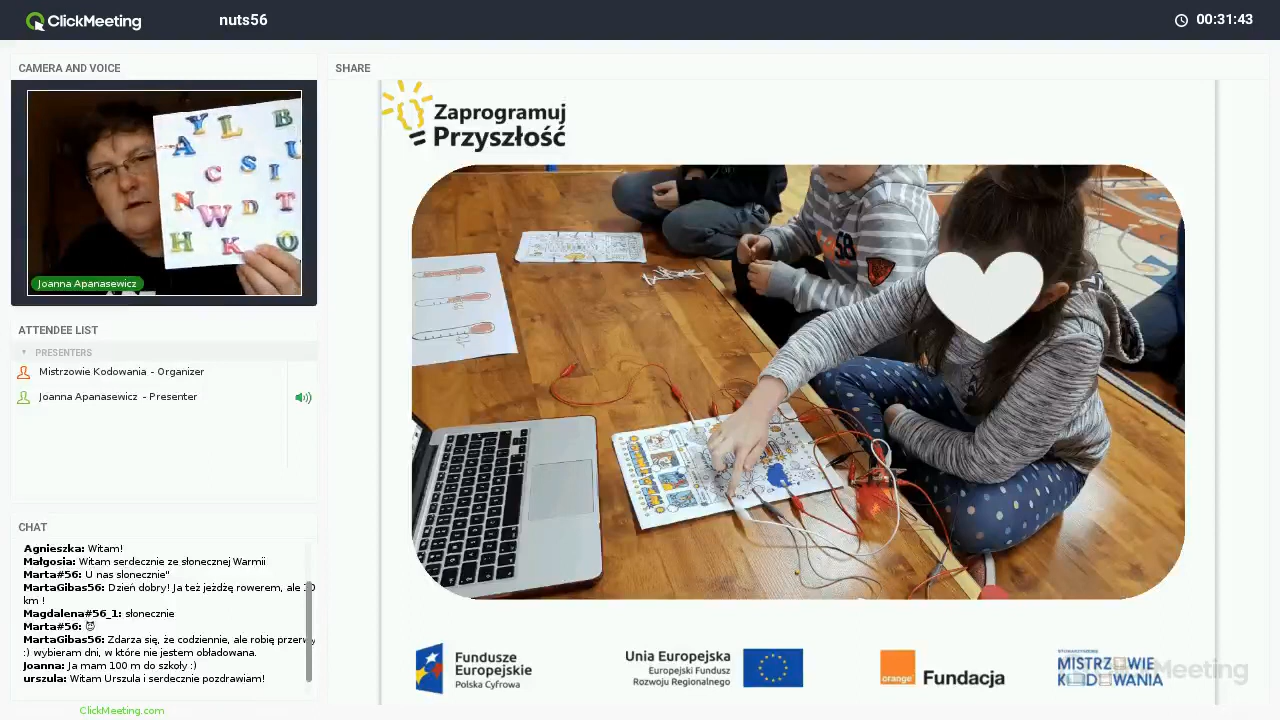 ClickMeeting
nuts56
00:31:43
CAMERA AND VOICE
SHARE
Y L B
A
C S I U
N W D T
H K O
Joanna Apanasewicz
Zaprogramuj
Przyszłość
58
ATTENDEE LIST
PRESENTERS
Mistrzowie Kodowania - Organizer
Joanna Apanasewicz - Presenter
CHAT
Agnieszka: Witam!
Małgosia: Witam serdecznie ze słonecznej Warmii
Marta#56: U nas słonecznie"
MartaGibas56: Dzień dobry! Ja też jeżdżę rowerem, ale 10
km !
Magdalena#56_1: słonecznie
Marta#56: 😈
MartaGibas56: Zdarza się, że codziennie, ale robię przerwy
:) wybieram dni, w które nie jestem obładowana.
Joanna: Ja mam 100 m do szkoły :)
urszula: Witam Urszula i serdecznie pozdrawiam!
ClickMeeting.com
Fundusze
Europejskie
Polska Cyfrowa
Unia Europejska
Europejski Fundusz
Rozwoju Regionalnego
orange
Fundacja
STOWARZYSZENIE
MISTRZOWIE
KODOWANIA
ClickMeeting